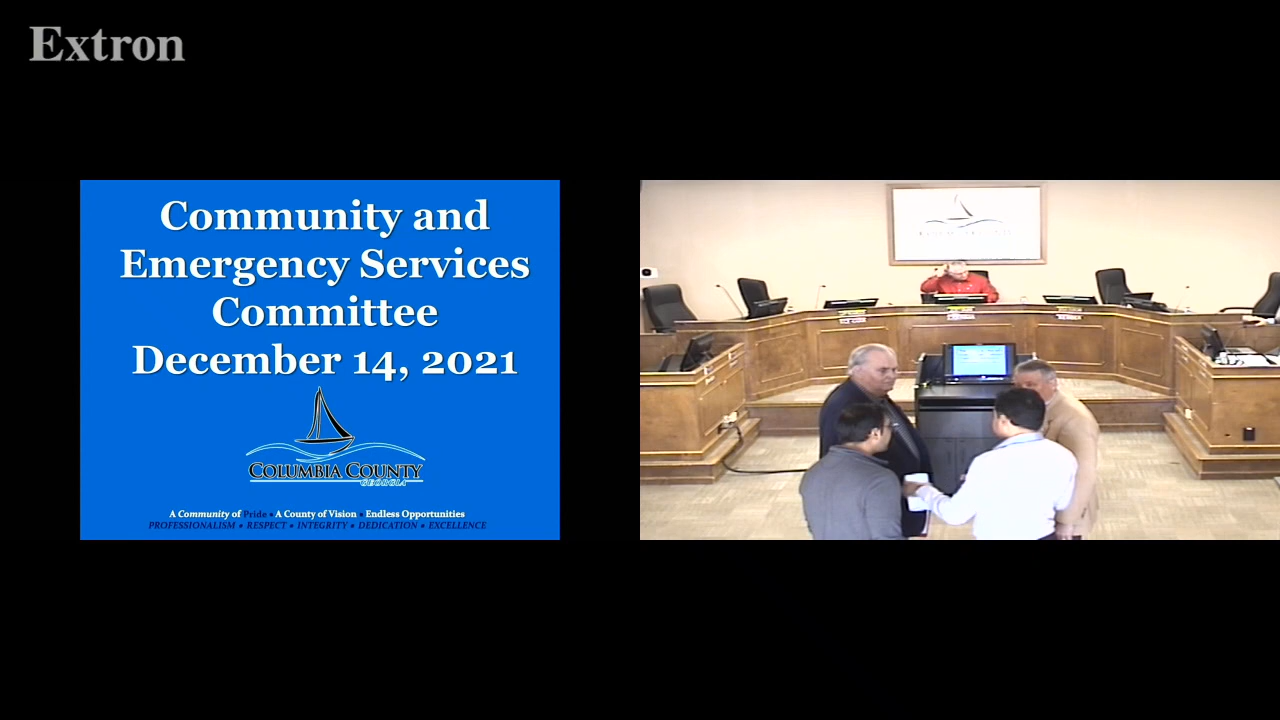 Extron
Community and
Emergency Services
Committee
December 14, 2021
COLUMBIA COUNTY
GEORGIA
A Community of Pride • A County of Vision • Endless Opportunities
PROFESSIONALISM • RESPECT • INTEGRITY • DEDICATION • EXCELLENCE